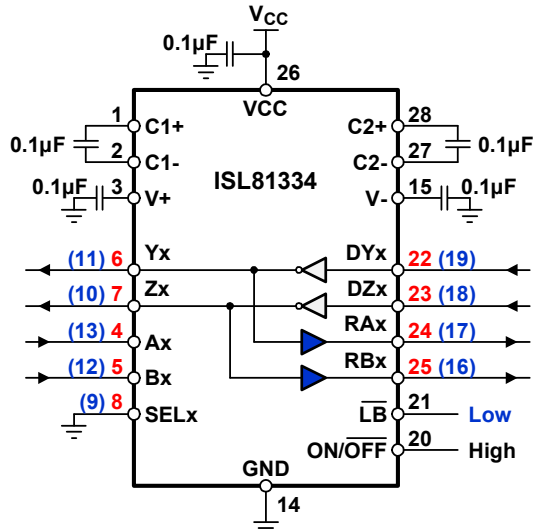 VCC
0.1µF
26
VCC
1 C1+ C2+ 28
0.1µF 0.1µF
2 C1- C2- 27
ISL81334
0.1µF 3 V+ V- 15 0.1µF
(11) 6 Yx DYx 22 (19)
(10) 7 Zx DZx 23 (18)
(13) 4 Ax RAx 24 (17)
(12) 5 Bx RBx 25 (16)
(9) 8 SELx LB 21 Low
ON/OFF 20 High
GND
14